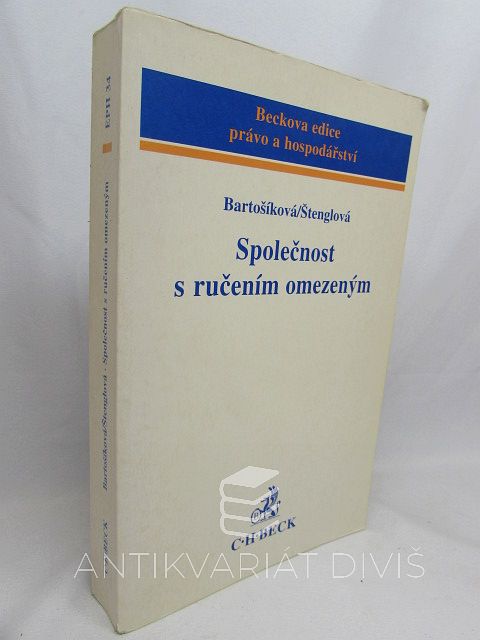 Beckova edice
právo a hospodářství
Bartošíková/Štenglová
Společnost
s ručením omezeným
C·H·BECK
EPH 34
Bartošíková/Štenglová · Společnost s ručením omezeným
C·H·BECK
ANTIKVARIÁT DIVIŠ